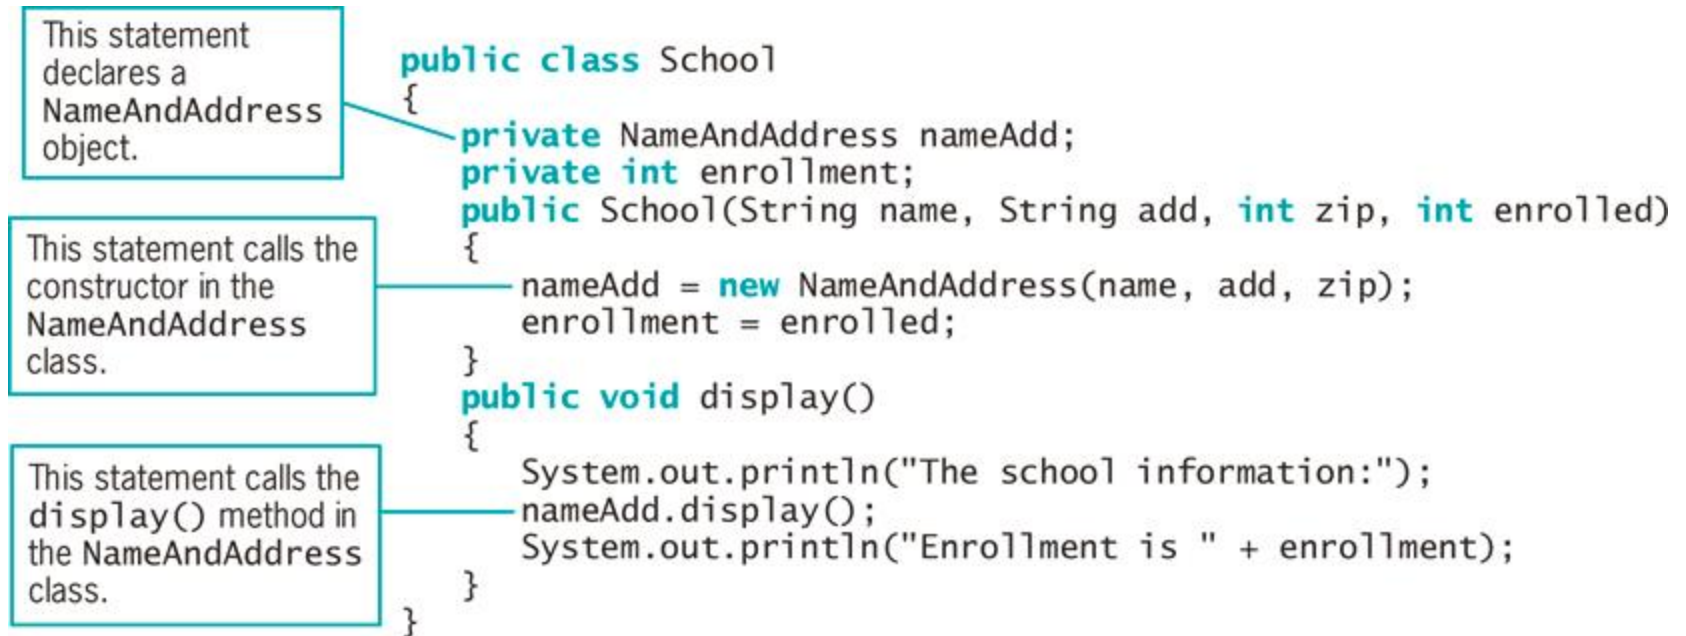 This statement
declares a
NameAndAddress
object.
public class School
{
private NameAndAddress nameAdd;
private int enrollment;
public School(String name, String add, int zip, int enrolled)
{
This statement calls the
constructor in the
NameAndAddress
class.
nameAdd = new NameAndAddress(name, add, zip);
enrollment = enrolled;
}
public void display()
{
This statement calls the
display() method in
the NameAndAddress
class.
System.out.println("The school information:");
nameAdd.display();
System.out.println("Enrollment is " + enrollment);
}
}